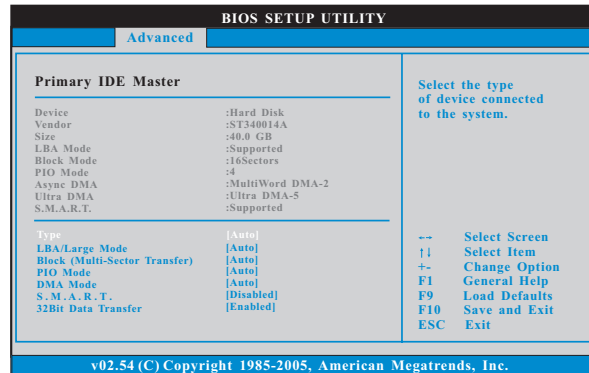 BIOS SETUP UTILITY
Advanced
Primary IDE Master
Device :Hard Disk
Vendor :ST340014A
Size :40.0 GB
LBA Mode :Supported
Block Mode :16Sectors
PIO Mode :4
Async DMA :MultiWord DMA-2
Ultra DMA :Ultra DMA-5
S.M.A.R.T. :Supported
Type [Auto]
LBA/Large Mode [Auto]
Block (Multi-Sector Transfer) [Auto]
PIO Mode [Auto]
DMA Mode [Auto]
S.M.A.R.T. [Disabled]
32Bit Data Transfer [Enabled]
Select the type
of device connected
to the system.
←→ Select Screen
↑↓ Select Item
+- Change Option
F1 General Help
F9 Load Defaults
F10 Save and Exit
ESC Exit
v02.54 (C) Copyright 1985-2005, American Megatrends, Inc.